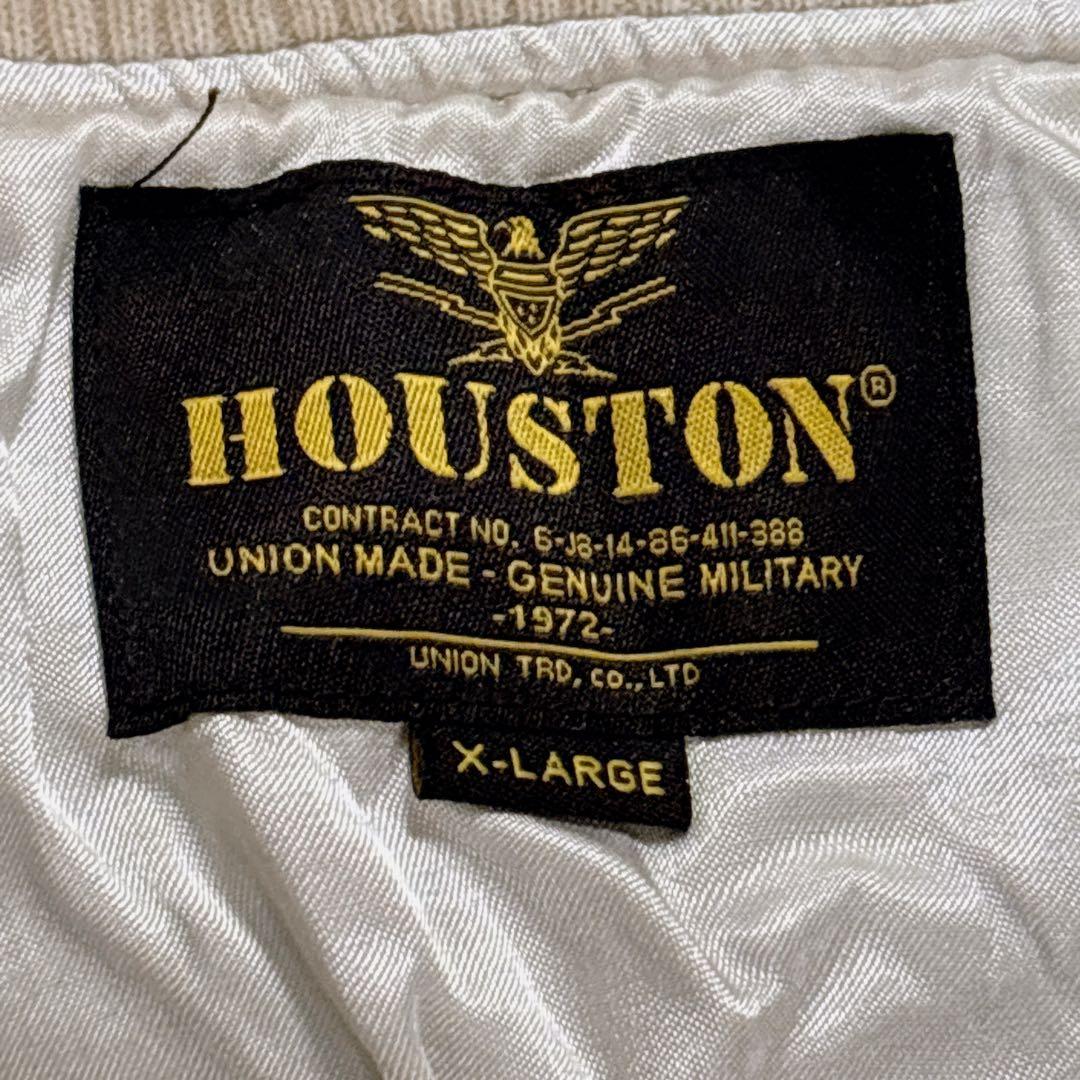 HOUSTON®
CONTRACT NO. 6-J8-14-86-411-388
UNION MADE - GENUINE MILITARY
-1972-
UNION TRD, CO., LTD
X-LARGE